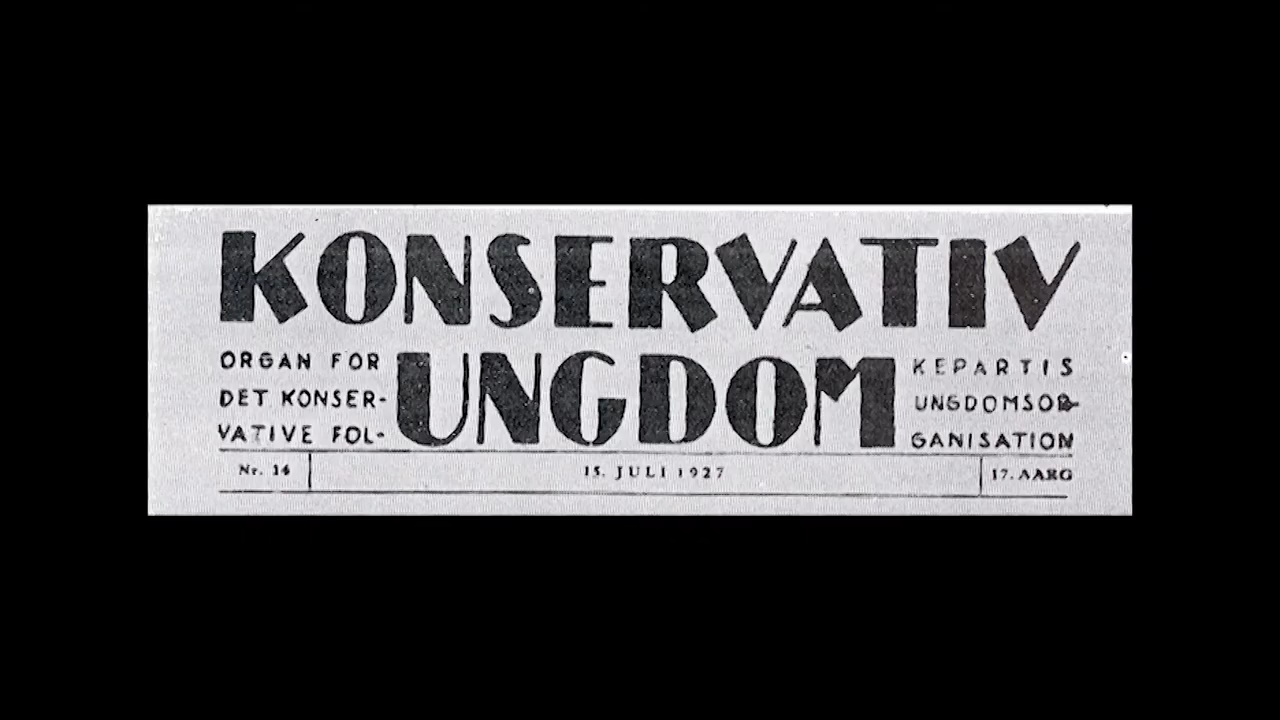 KONSERVATIV
UNGDOM
ORGAN FOR
DET KONSER-
VATIVE FOL-
KEPARTIS
UNGDOMSOR-
GANISATION
Nr. 14
15. JULI 1927
17. AARG